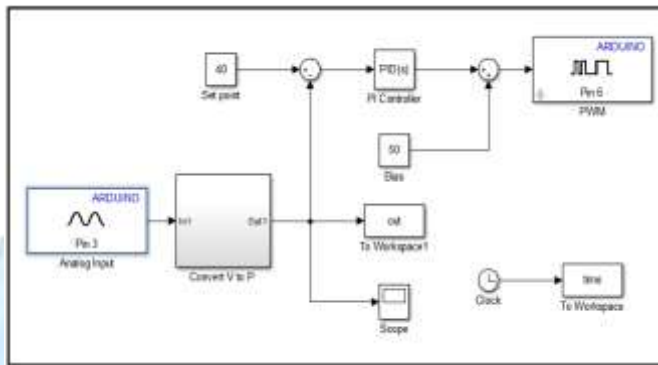 ARDUINO
40
PID(s)
Pin 6
Set point
PI Controller
PWM
50
Bias
ARDUINO
In1
Out1
out
Pin 3
To Workspace1
Analog Input
Convert V to P
time
Clock
To Workspace
Scope